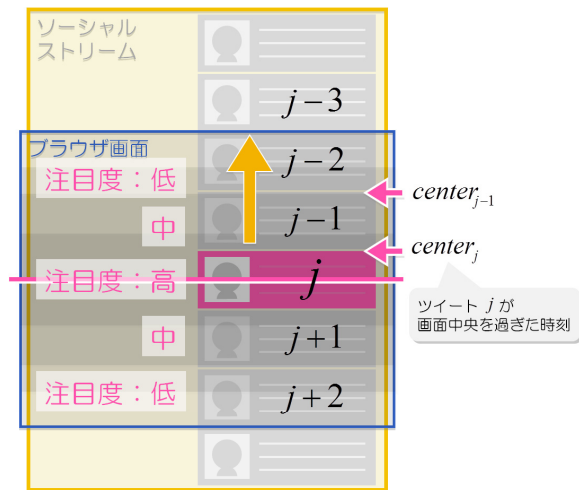 ソーシャル
ストリーム
j−3
ブラウザ画面
j−2
注目度：低
center_{j−1}
中
j−1
center_j
注目度：高
j
ツイート j が
画面中央を過ぎた時刻
中
j+1
注目度：低
j+2